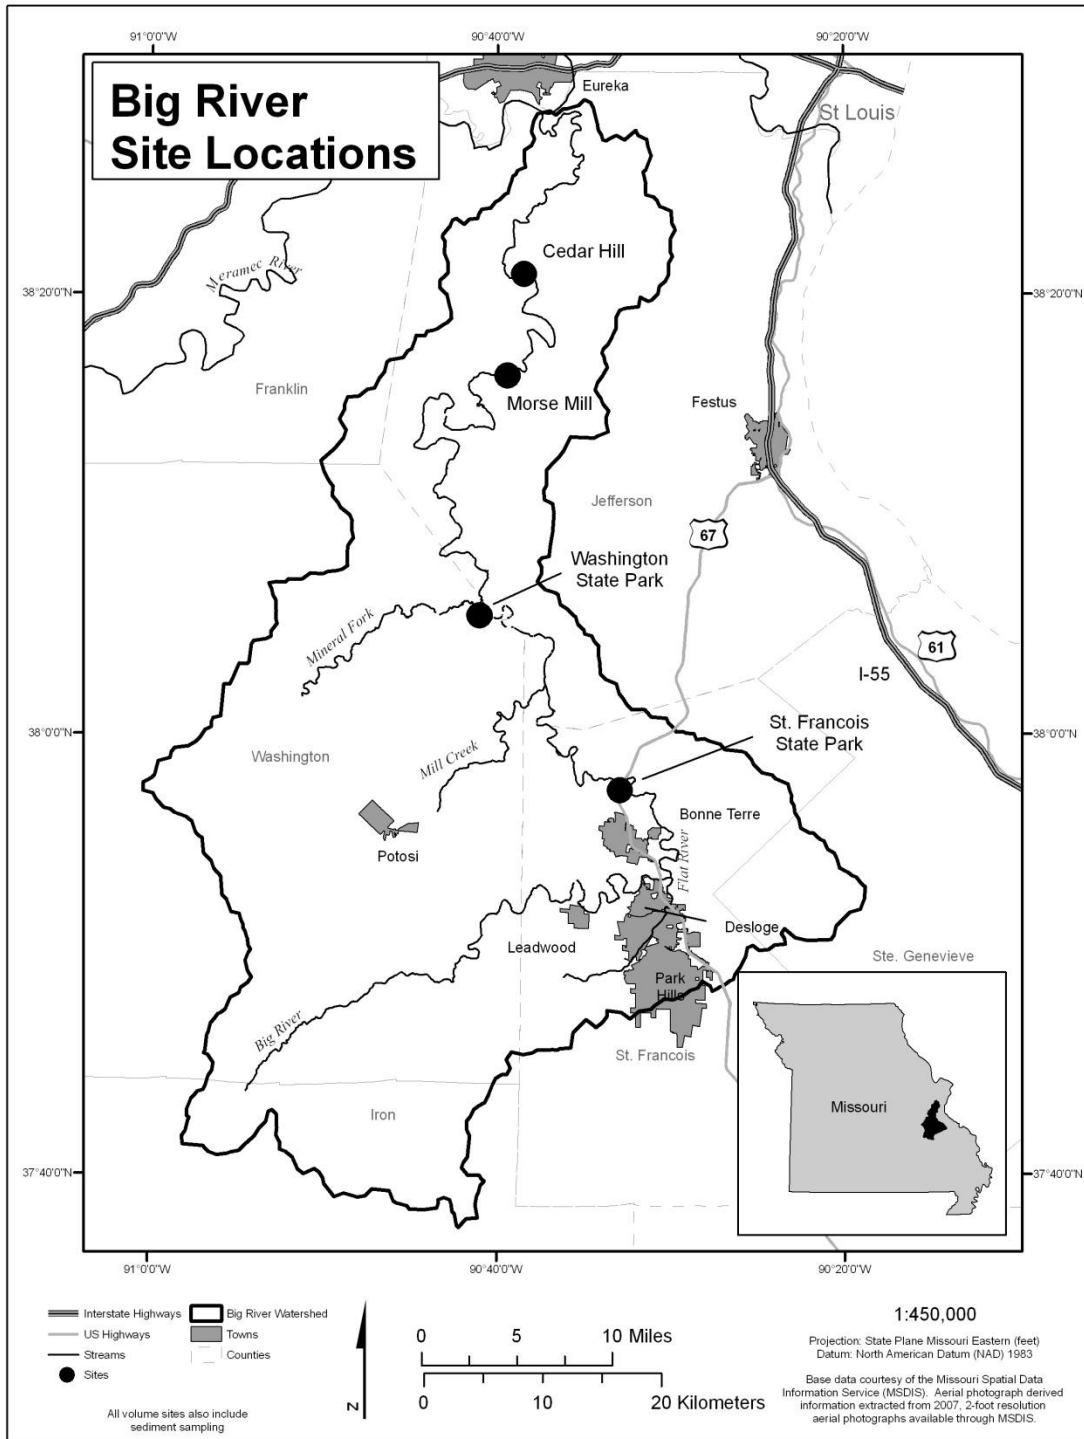 91°0'0"W
90°40'0"W
90°20'0"W
Big River
Site Locations
Eureka
St Louis
Cedar Hill
Meramec River
38°20'0"N
38°20'0"N
Franklin
Morse Mill
Festus
Jefferson
67
Washington
State Park
Mineral Fork
61
I-55
St. Francois
State Park
38°0'0"N
38°0'0"N
Washington
Mill Creek
Bonne Terre
Potosi
Flat River
Desloge
Leadwood
Ste. Genevieve
Park
Hills
Big River
St. Francois
Iron
Missouri
37°40'0"N
37°40'0"N
91°0'0"W
90°40'0"W
90°20'0"W
Interstate Highways
Big River Watershed
US Highways
Towns
Streams
Counties
Sites
All volume sites also include
sediment sampling
N
0 5 10 Miles
0 10 20 Kilometers
1:450,000
Projection: State Plane Missouri Eastern (feet)
Datum: North American Datum (NAD) 1983
Base data courtesy of the Missouri Spatial Data
Information Service (MSDIS). Aerial photograph derived
information extracted from 2007, 2-foot resolution
aerial photographs available through MSDIS.